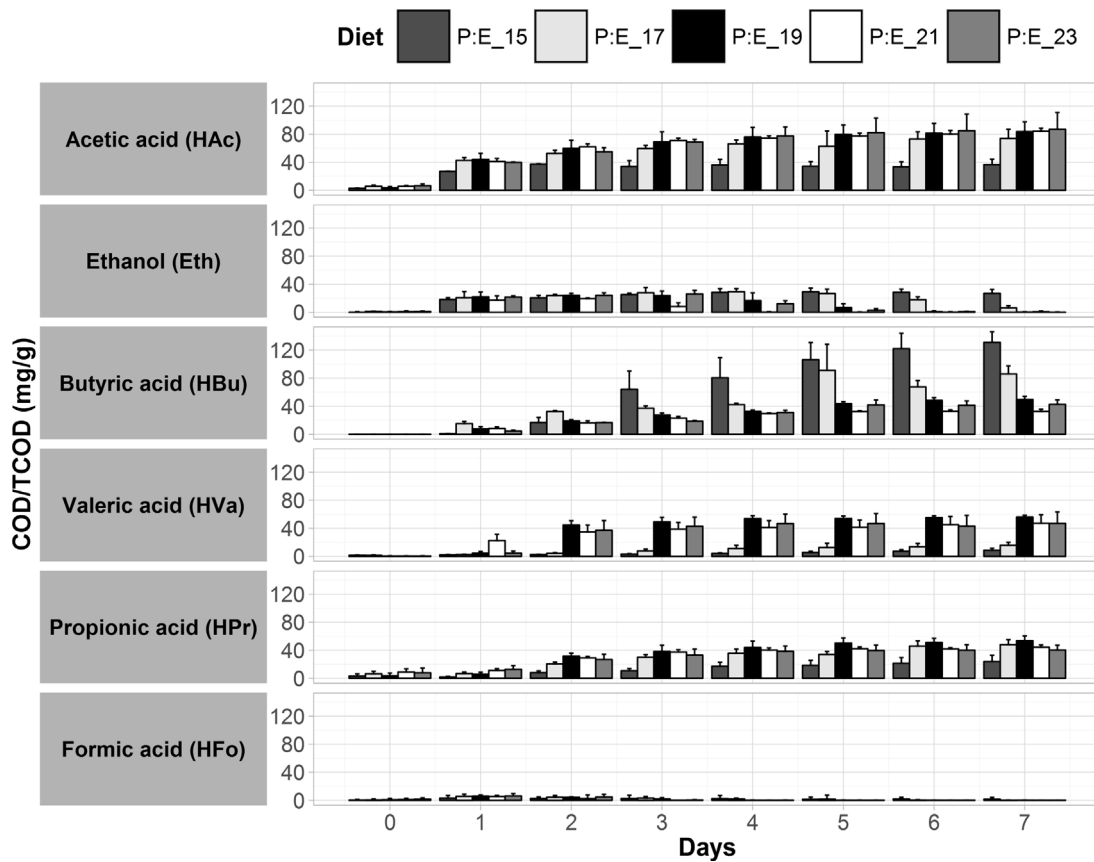 Diet P:E_15 P:E_17 P:E_19 P:E_21 P:E_23
COD/TCOD (mg/g)
Acetic acid (HAc)
120
80
40
0
Ethanol (Eth)
120
80
40
0
Butyric acid (HBu)
120
80
40
0
Valeric acid (HVa)
120
80
40
0
Propionic acid (HPr)
120
80
40
0
Formic acid (HFo)
120
80
40
0
0 1 2 3 4 5 6 7
Days